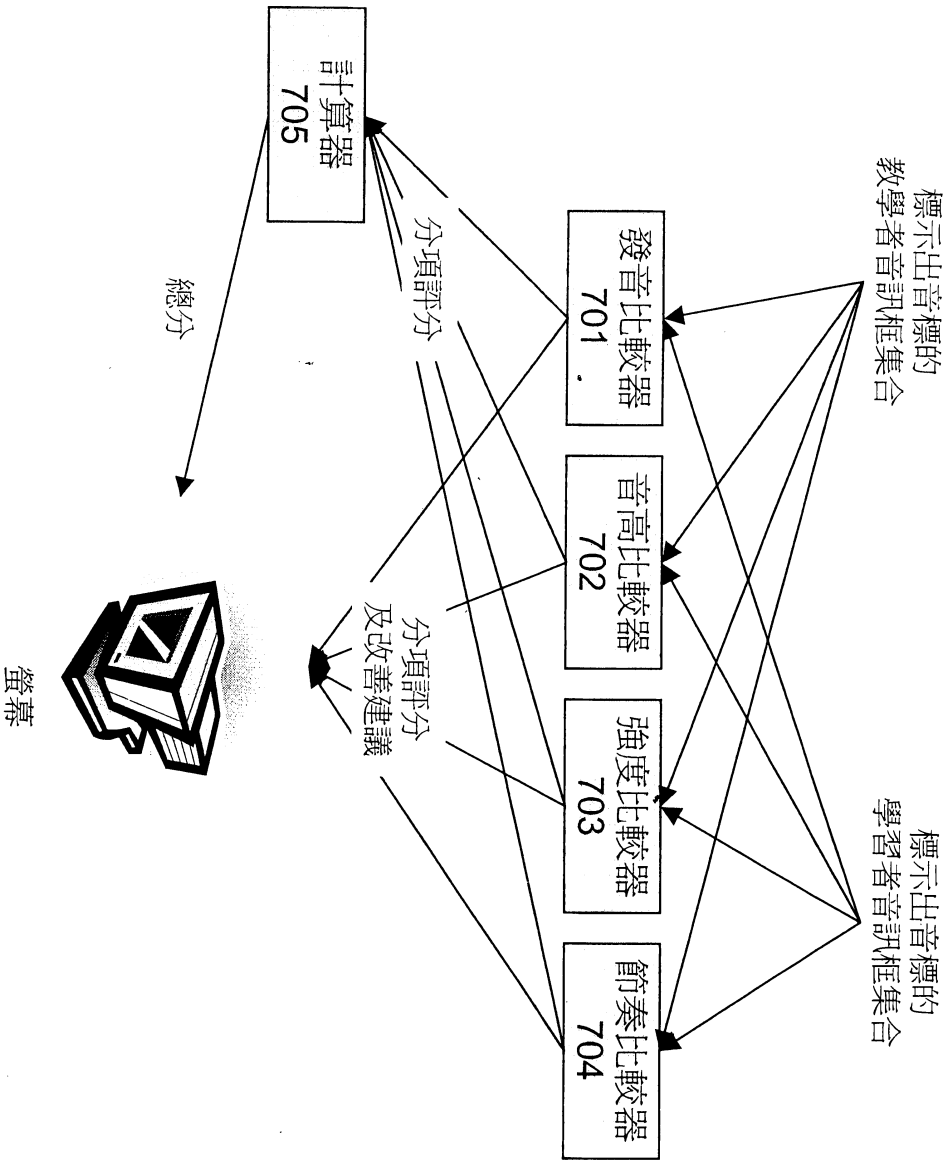 標示出音標的
教學者音訊框集合
標示出音標的
學習者音訊框集合
發音比較器
701
音高比較器
702
強度比較器
703
節奏比較器
704
分項評分
分項評分
及改善建議
計算器
705
總分
螢幕